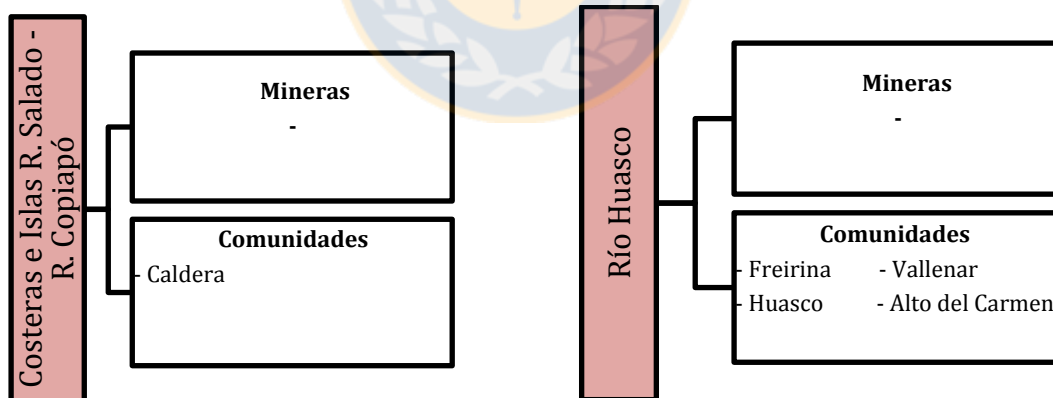 Costeras e Islas R. Salado -
R. Copiapó
Mineras
-
Comunidades
- Caldera
Río Huasco
Mineras
-
Comunidades
- Freirina - Vallenar
- Huasco - Alto del Carmen